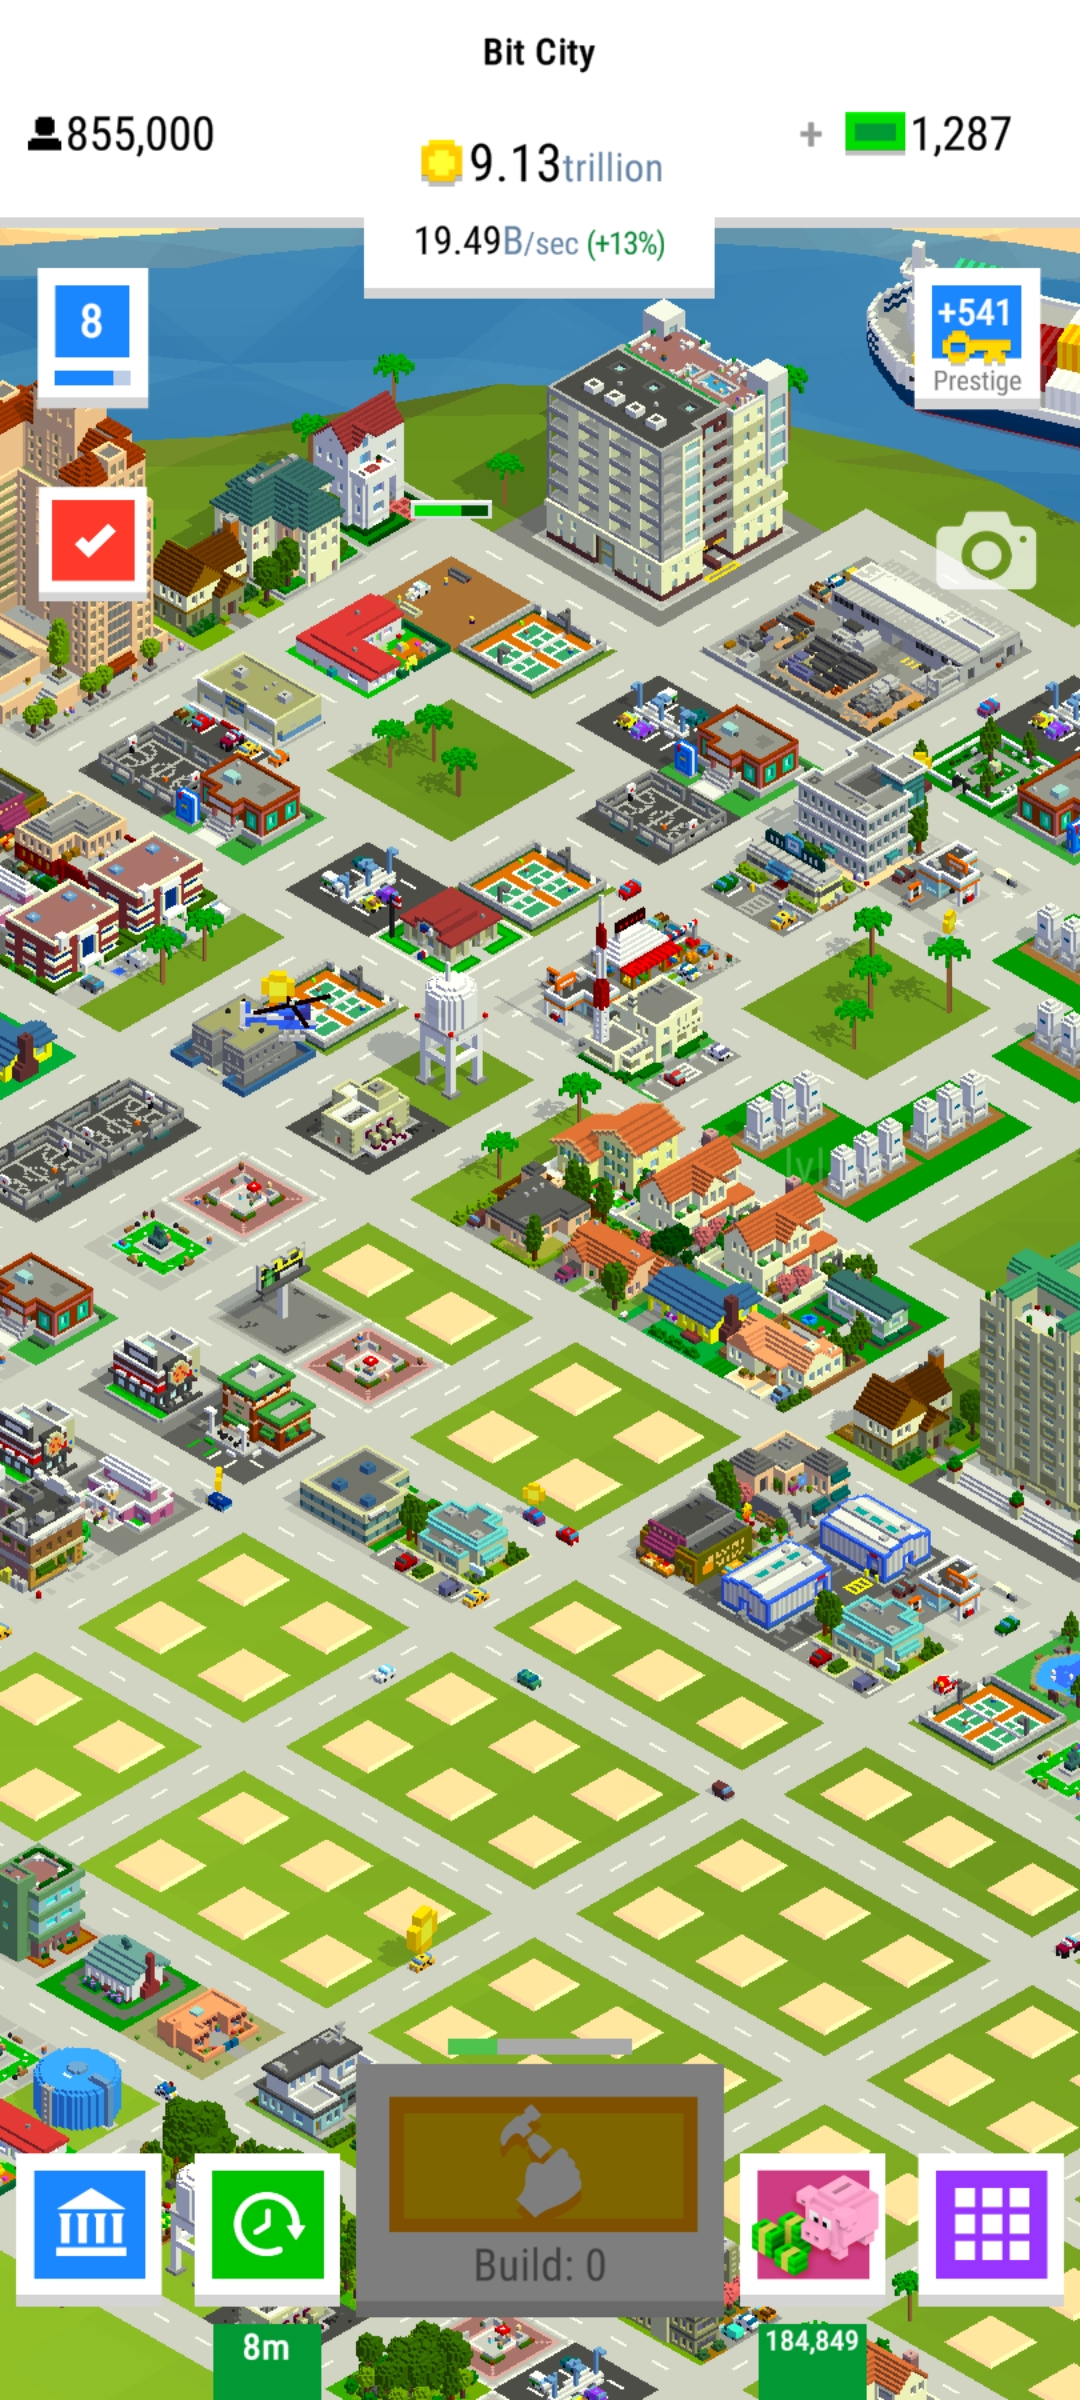 Bit City
855,000
9.13trillion
+ 1,287
19.49B/sec (+13%)
8
+541
Prestige
lvl
Build: 0
8m
184,849